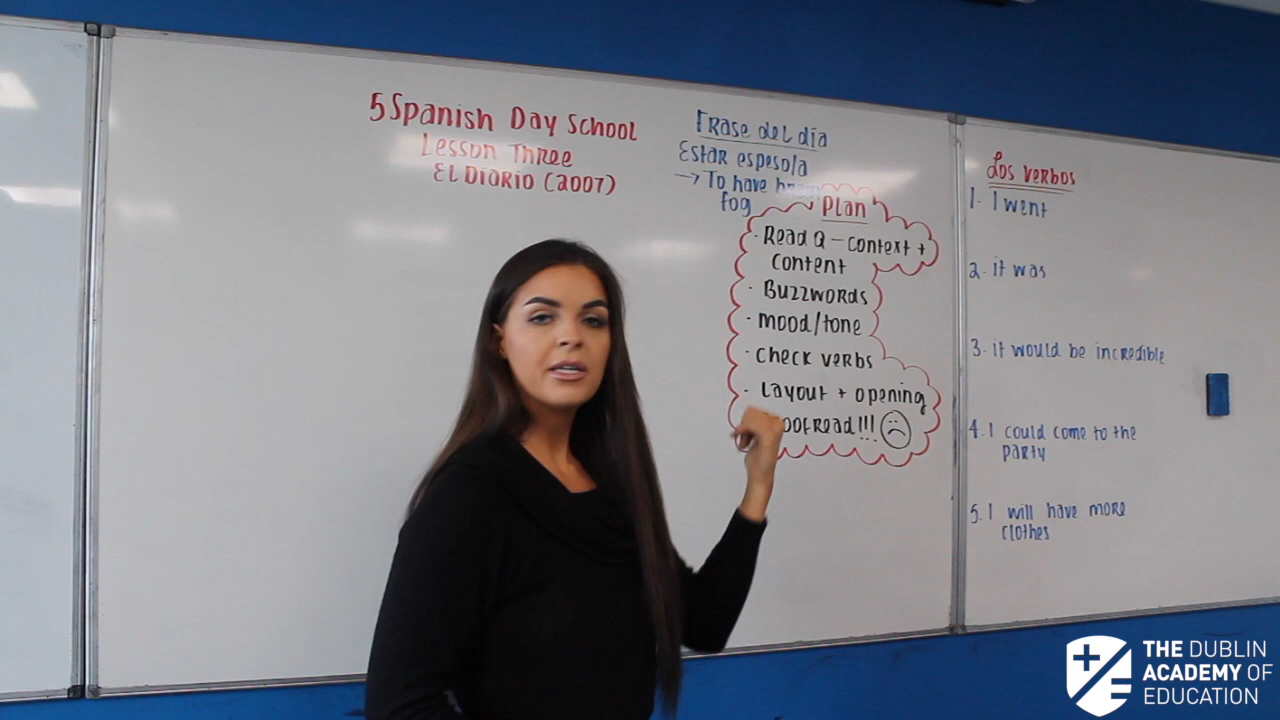 5 Spanish Day School
Lesson Three
El Diario (2007)
Frase del día
Estar espeso/a
→ To have brain
fog
Plan
· Read Q – context +
content
· Buzzwords
· mood/tone
· check verbs
· Layout + opening
oofread!!!
Los verbos
1. I went
2. it was
3. it would be incredible
4. I could come to the
party
5. I will have more
clothes
THE DUBLIN
ACADEMY OF
EDUCATION